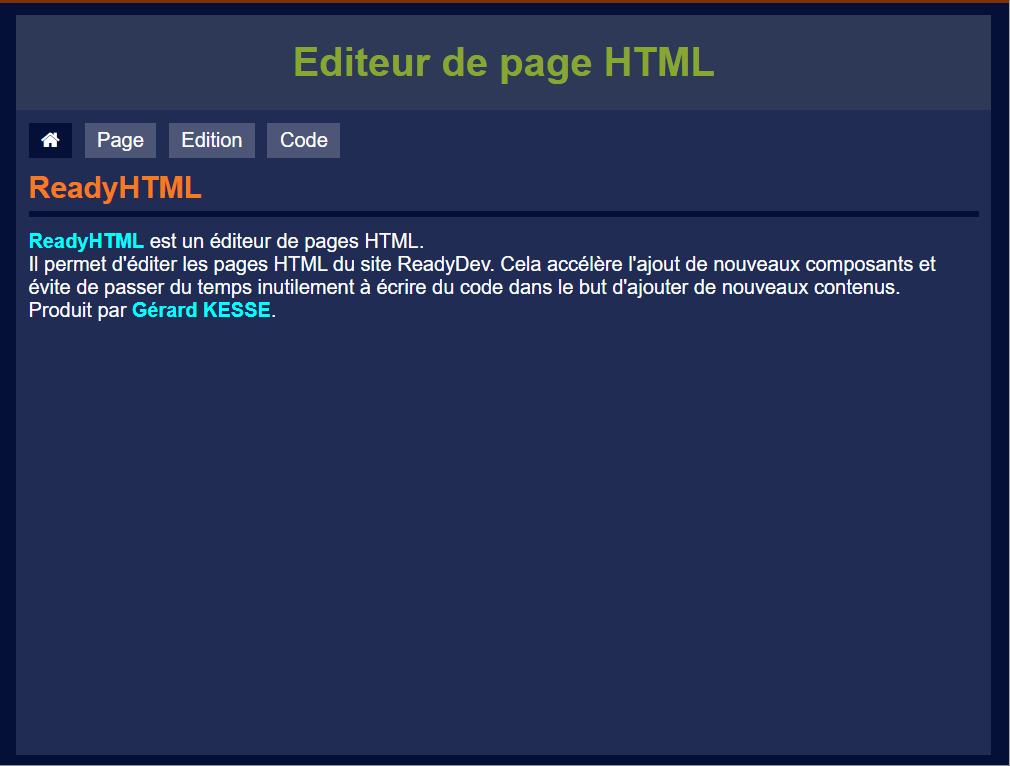 Editeur de page HTML
Page Edition Code
ReadyHTML
ReadyHTML est un éditeur de pages HTML.
Il permet d'éditer les pages HTML du site ReadyDev. Cela accélère l'ajout de nouveaux composants et
évite de passer du temps inutilement à écrire du code dans le but d'ajouter de nouveaux contenus.
Produit par Gérard KESSE.